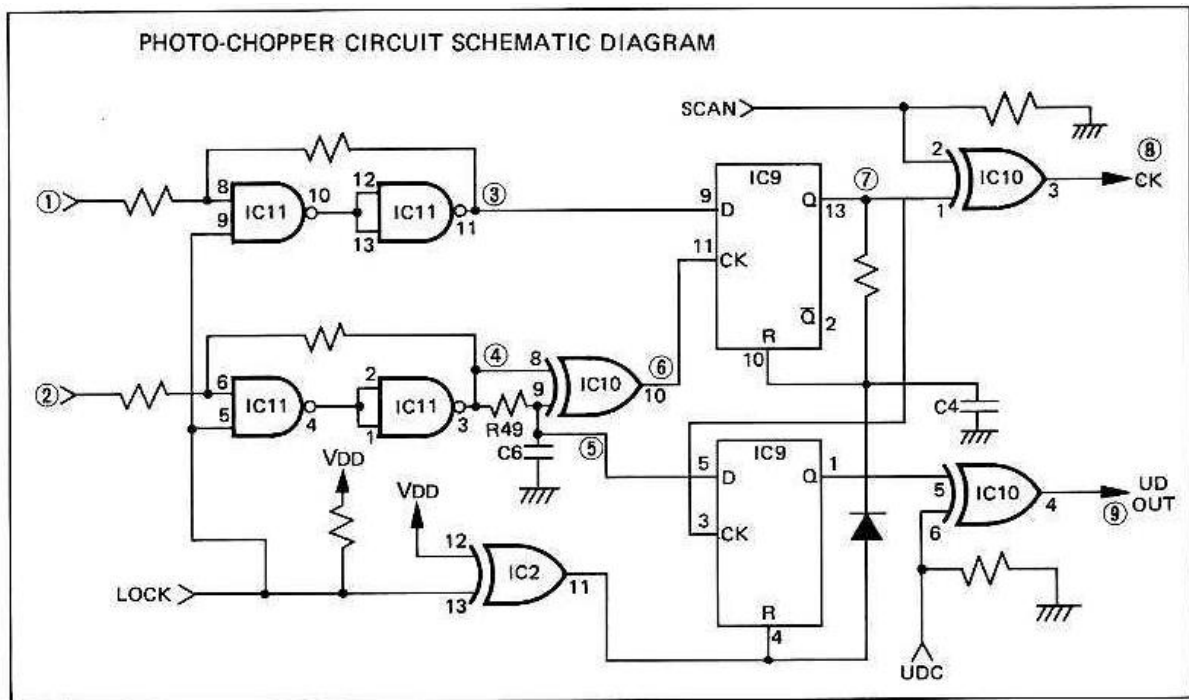 PHOTO-CHOPPER CIRCUIT SCHEMATIC DIAGRAM
SCAN
①
8
9
IC11
10
12
13
IC11
11
③
9
D
IC9
Q
13
⑦
11
CK
Q̅
2
R
10
2
1
IC10
3
⑧
CK
②
6
5
IC11
4
2
1
IC11
3
④
R49
8
9
IC10
10
⑥
C6
⑤
C4
5
D
IC9
Q
1
3
CK
R
4
5
6
IC10
4
⑨
UD
OUT
VDD
VDD
12
13
IC2
11
LOCK
UDC